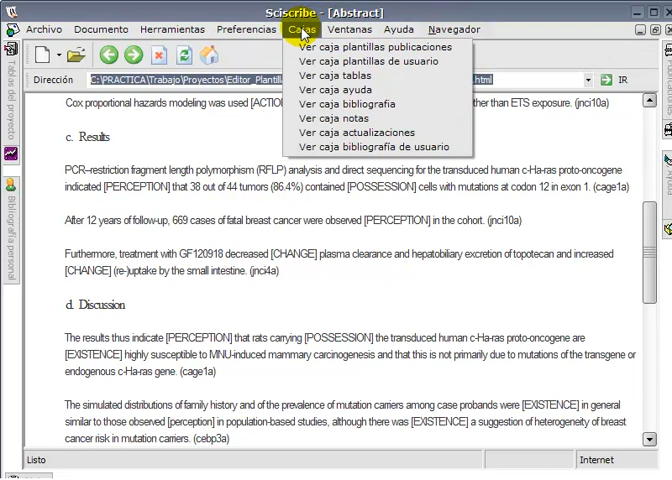 Sciscribe - [Abstract]
Archivo Documento Herramientas Preferencias Cajas Ventanas Ayuda Navegador
Ver caja plantillas publicaciones
Ver caja plantillas de usuario
Ver caja tablas
Ver caja ayuda
Ver caja bibliografia
Ver caja notas
Ver caja actualizaciones
Ver caja bibliografía de usuario
Dirección C:\PRACTICA\Trabajo\Proyectos\Editor_Plantill .html IR
Tablas del proyecto
Bibliografía personal
Cox proportional hazards modeling was used [ACTIO ther than ETS exposure. (jnci10a)
c. Results
PCR–restriction fragment length polymorphism (RFLP) analysis and direct sequencing for the transduced human c-Ha-ras proto-oncogene
indicated [PERCEPTION] that 38 out of 44 tumors (86.4%) contained [POSSESSION] cells with mutations at codon 12 in exon 1. (cage1a)
After 12 years of follow-up, 669 cases of fatal breast cancer were observed [PERCEPTION] in the cohort. (jnci10a)
Furthermore, treatment with GF120918 decreased [CHANGE] plasma clearance and hepatobiliary excretion of topotecan and increased
[CHANGE] (re-)uptake by the small intestine. (jnci4a)
d. Discussion
The results thus indicate [PERCEPTION] that rats carrying [POSSESSION] the transduced human c-Ha-ras proto-oncogene are
[EXISTENCE] highly susceptible to MNU-induced mammary carcinogenesis and that this is not primarily due to mutations of the transgene or
endogenous c-Ha-ras gene. (cage1a)
The simulated distributions of family history and of the prevalence of mutation carriers among case probands were [EXISTENCE] in general
similar to those observed [perception] in population-based studies, although there was [EXISTENCE] a suggestion of heterogeneity of breast
cancer risk in mutation carriers. (cebp3a)
Listo Internet